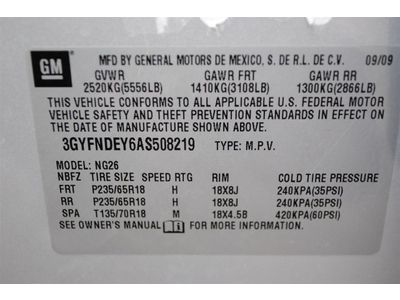 GM
MFD BY GENERAL MOTORS DE MEXICO, S. DE R.L. DE C.V. 09/09
GVWR GAWR FRT GAWR RR
2520KG(5556LB) 1410KG(3108LB) 1300KG(2866LB)
THIS VEHICLE CONFORMS TO ALL APPLICABLE U.S. FEDERAL MOTOR
VEHICLE SAFETY AND THEFT PREVENTION STANDARDS IN EFFECT ON
THE DATE OF MANUFACTURE SHOWN ABOVE.
3GYFNDEY6AS508219 TYPE: M.P.V.
MODEL: NG26
NBFZ TIRE SIZE SPEED RTG RIM COLD TIRE PRESSURE
FRT P235/65R18 H 18X8J 240KPA(35PSI)
RR P235/65R18 H 18X8J 240KPA(35PSI)
SPA T135/70R18 M 18X4.5B 420KPA(60PSI)
SEE OWNER'S MANUAL FOR MORE INFORMATION.